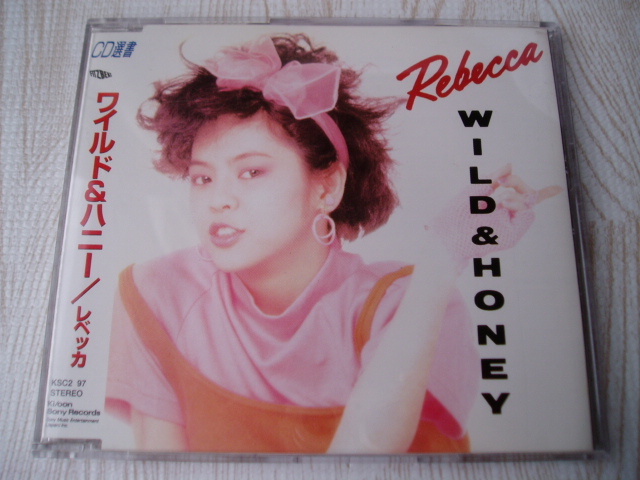 CD選書
FITZBEAT
ワイルド&ハニー/レベッカ
KSC2 97
STEREO
Ki/oon
Sony Records
Rebecca
WILD&HONEY